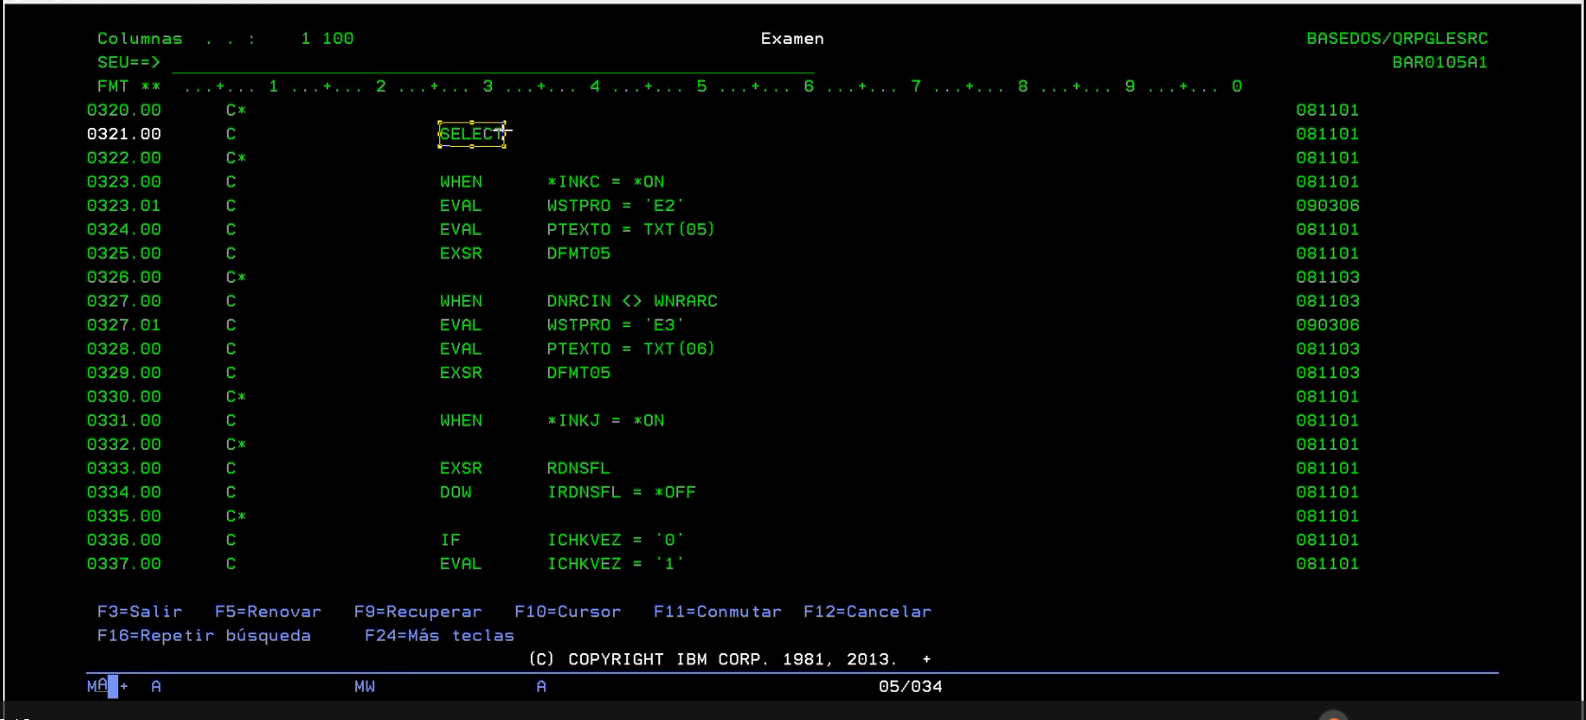 Columnas . . : 1 100 Examen BASEDOS/QRPGLESRC
SEU==> BAR0105A1
FMT ** ...+... 1 ...+... 2 ...+... 3 ...+... 4 ...+... 5 ...+... 6 ...+... 7 ...+... 8 ...+... 9 ...+... 0
0320.00 C* 081101
0321.00 C SELECT 081101
0322.00 C* 081101
0323.00 C WHEN *INKC = *ON 081101
0323.01 C EVAL WSTPRO = 'E2' 090306
0324.00 C EVAL PTEXTO = TXT(05) 081101
0325.00 C EXSR DFMT05 081101
0326.00 C* 081103
0327.00 C WHEN DNRCIN <> WNRARC 081103
0327.01 C EVAL WSTPRO = 'E3' 090306
0328.00 C EVAL PTEXTO = TXT(06) 081103
0329.00 C EXSR DFMT05 081103
0330.00 C* 081101
0331.00 C WHEN *INKJ = *ON 081101
0332.00 C* 081101
0333.00 C EXSR RDNSFL 081101
0334.00 C DOW IRDNSFL = *OFF 081101
0335.00 C* 081101
0336.00 C IF ICHKVEZ = '0' 081101
0337.00 C EVAL ICHKVEZ = '1' 081101
F3=Salir F5=Renovar F9=Recuperar F10=Cursor F11=Conmutar F12=Cancelar
F16=Repetir búsqueda F24=Más teclas
(C) COPYRIGHT IBM CORP. 1981, 2013. +
MA + A MW A 05/034